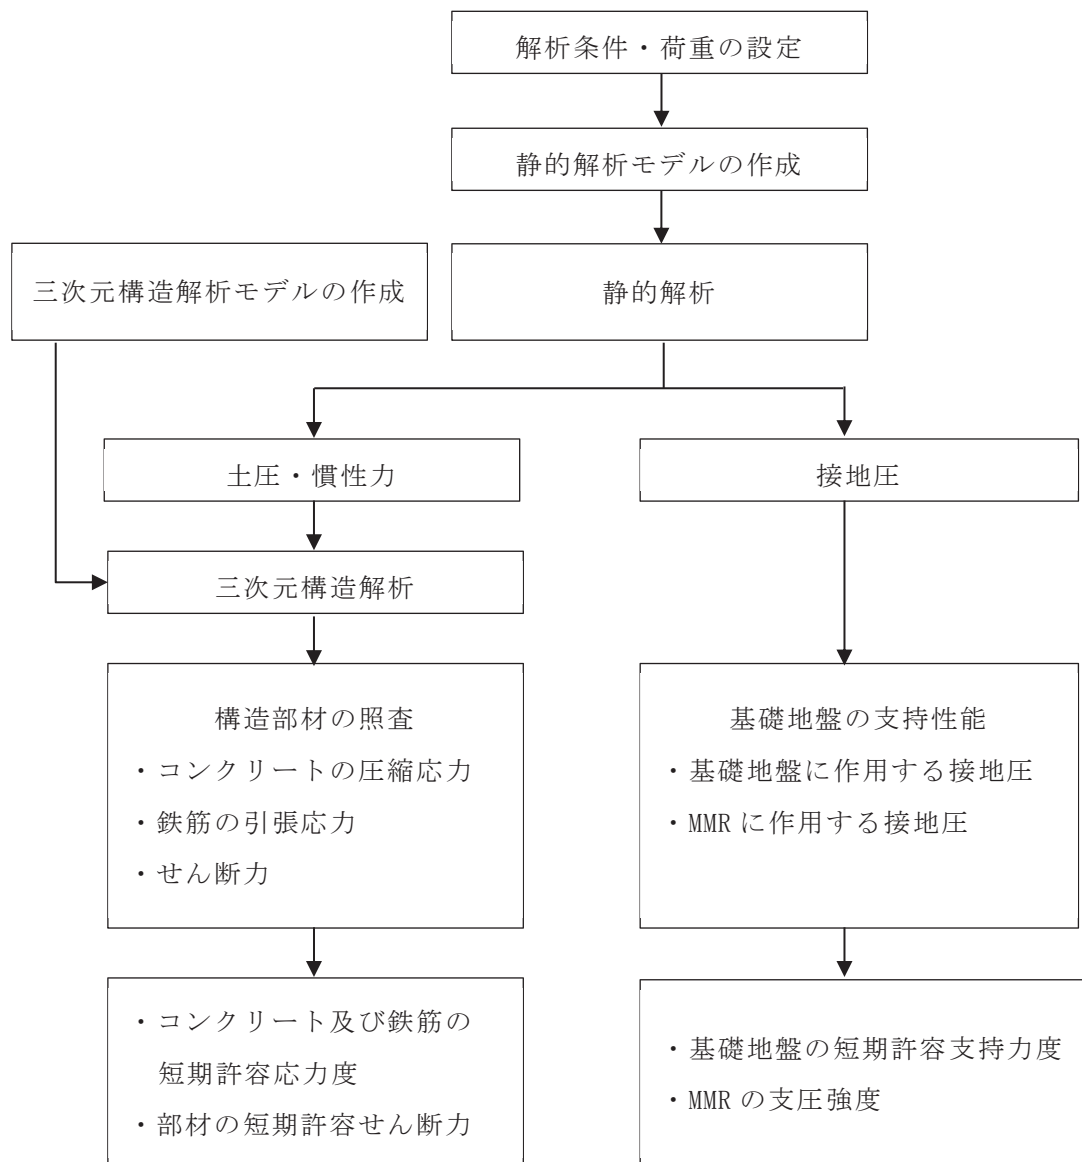 解析条件・荷重の設定
静的解析モデルの作成
三次元構造解析モデルの作成
静的解析
土圧・慣性力
接地圧
三次元構造解析
構造部材の照査
・コンクリートの圧縮応力
・鉄筋の引張応力
・せん断力
基礎地盤の支持性能
・基礎地盤に作用する接地圧
・MMR に作用する接地圧
・コンクリート及び鉄筋の
短期許容応力度
・部材の短期許容せん断力
・基礎地盤の短期許容支持力度
・MMR の支圧強度